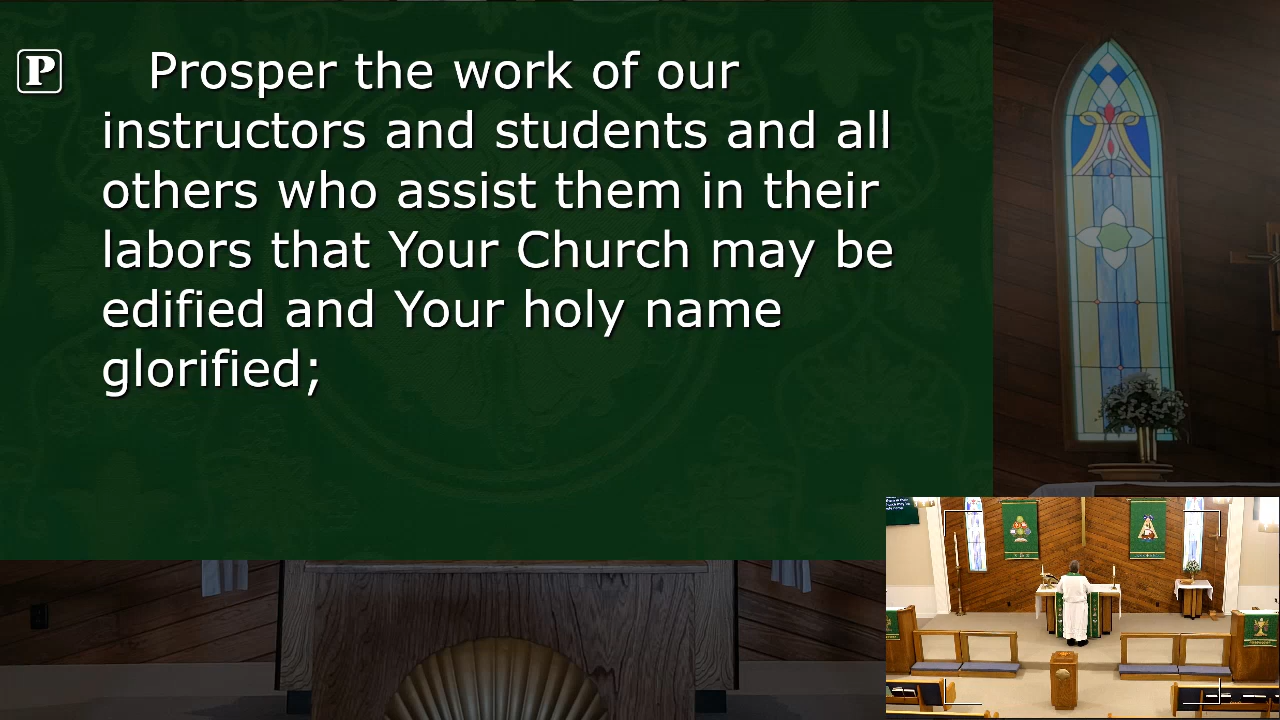 P Prosper the work of our
instructors and students and all
others who assist them in their
labors that Your Church may be
edified and Your holy name
glorified;